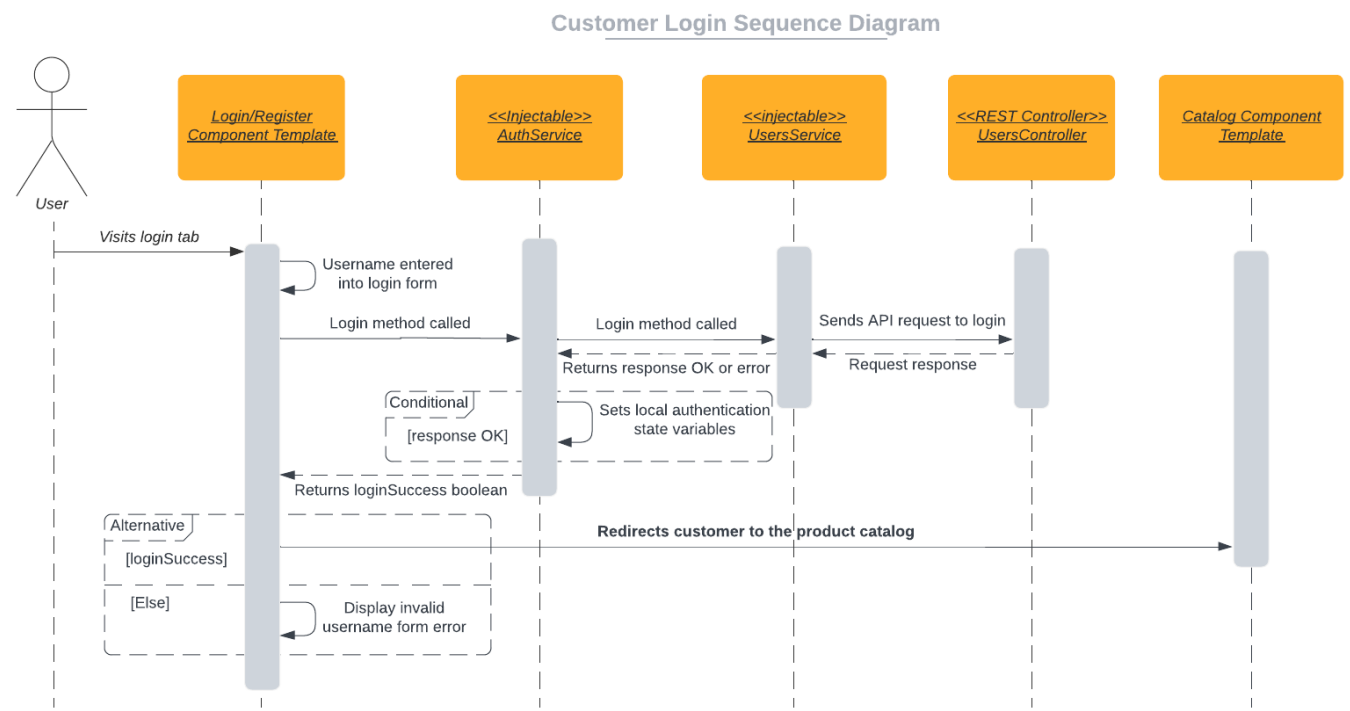 Customer Login Sequence Diagram
Login/Register
Component Template
<<Injectable>>
AuthService
<<injectable>>
UsersService
<<REST Controller>>
UsersController
Catalog Component
Template
User
Visits login tab
Username entered
into login form
Login method called
Login method called
Sends API request to login
Returns response OK or error
Request response
Conditional
[response OK]
Sets local authentication
state variables
Returns loginSuccess boolean
Alternative
[loginSuccess]
Redirects customer to the product catalog
[Else]
Display invalid
username form error